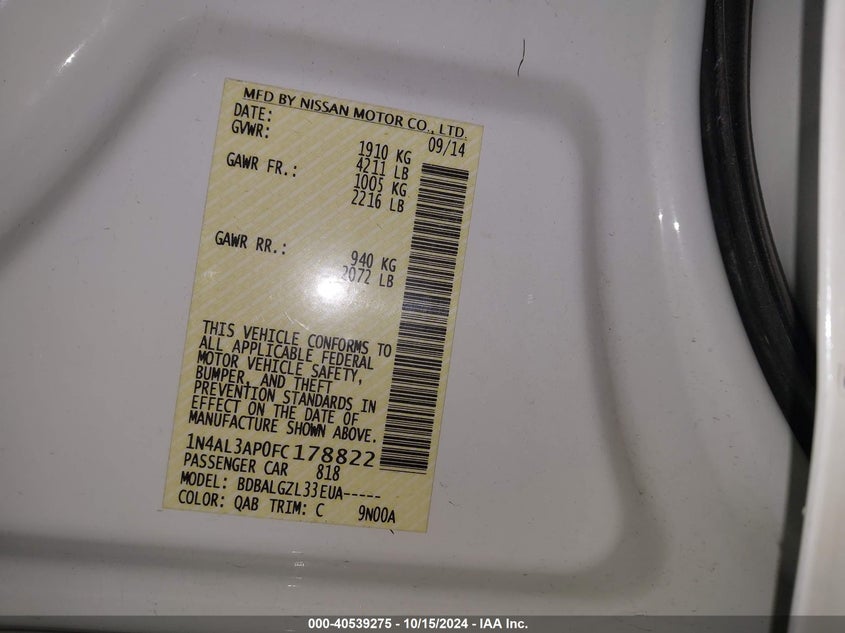 MFD BY NISSAN MOTOR CO., LTD.
DATE: 09/14
GVWR: 1910 KG
4211 LB
GAWR FR.: 1005 KG
2216 LB
GAWR RR.: 940 KG
2072 LB
THIS VEHICLE CONFORMS TO
ALL APPLICABLE FEDERAL
MOTOR VEHICLE SAFETY,
BUMPER, AND THEFT
PREVENTION STANDARDS IN
EFFECT ON THE DATE OF
MANUFACTURE SHOWN ABOVE.
1N4AL3AP0FC178822
PASSENGER CAR 818
MODEL: BDBALGZL33EUA-----
COLOR: QAB TRIM: C 9N00A
000-40539275 - 10/15/2024 - IAA Inc.